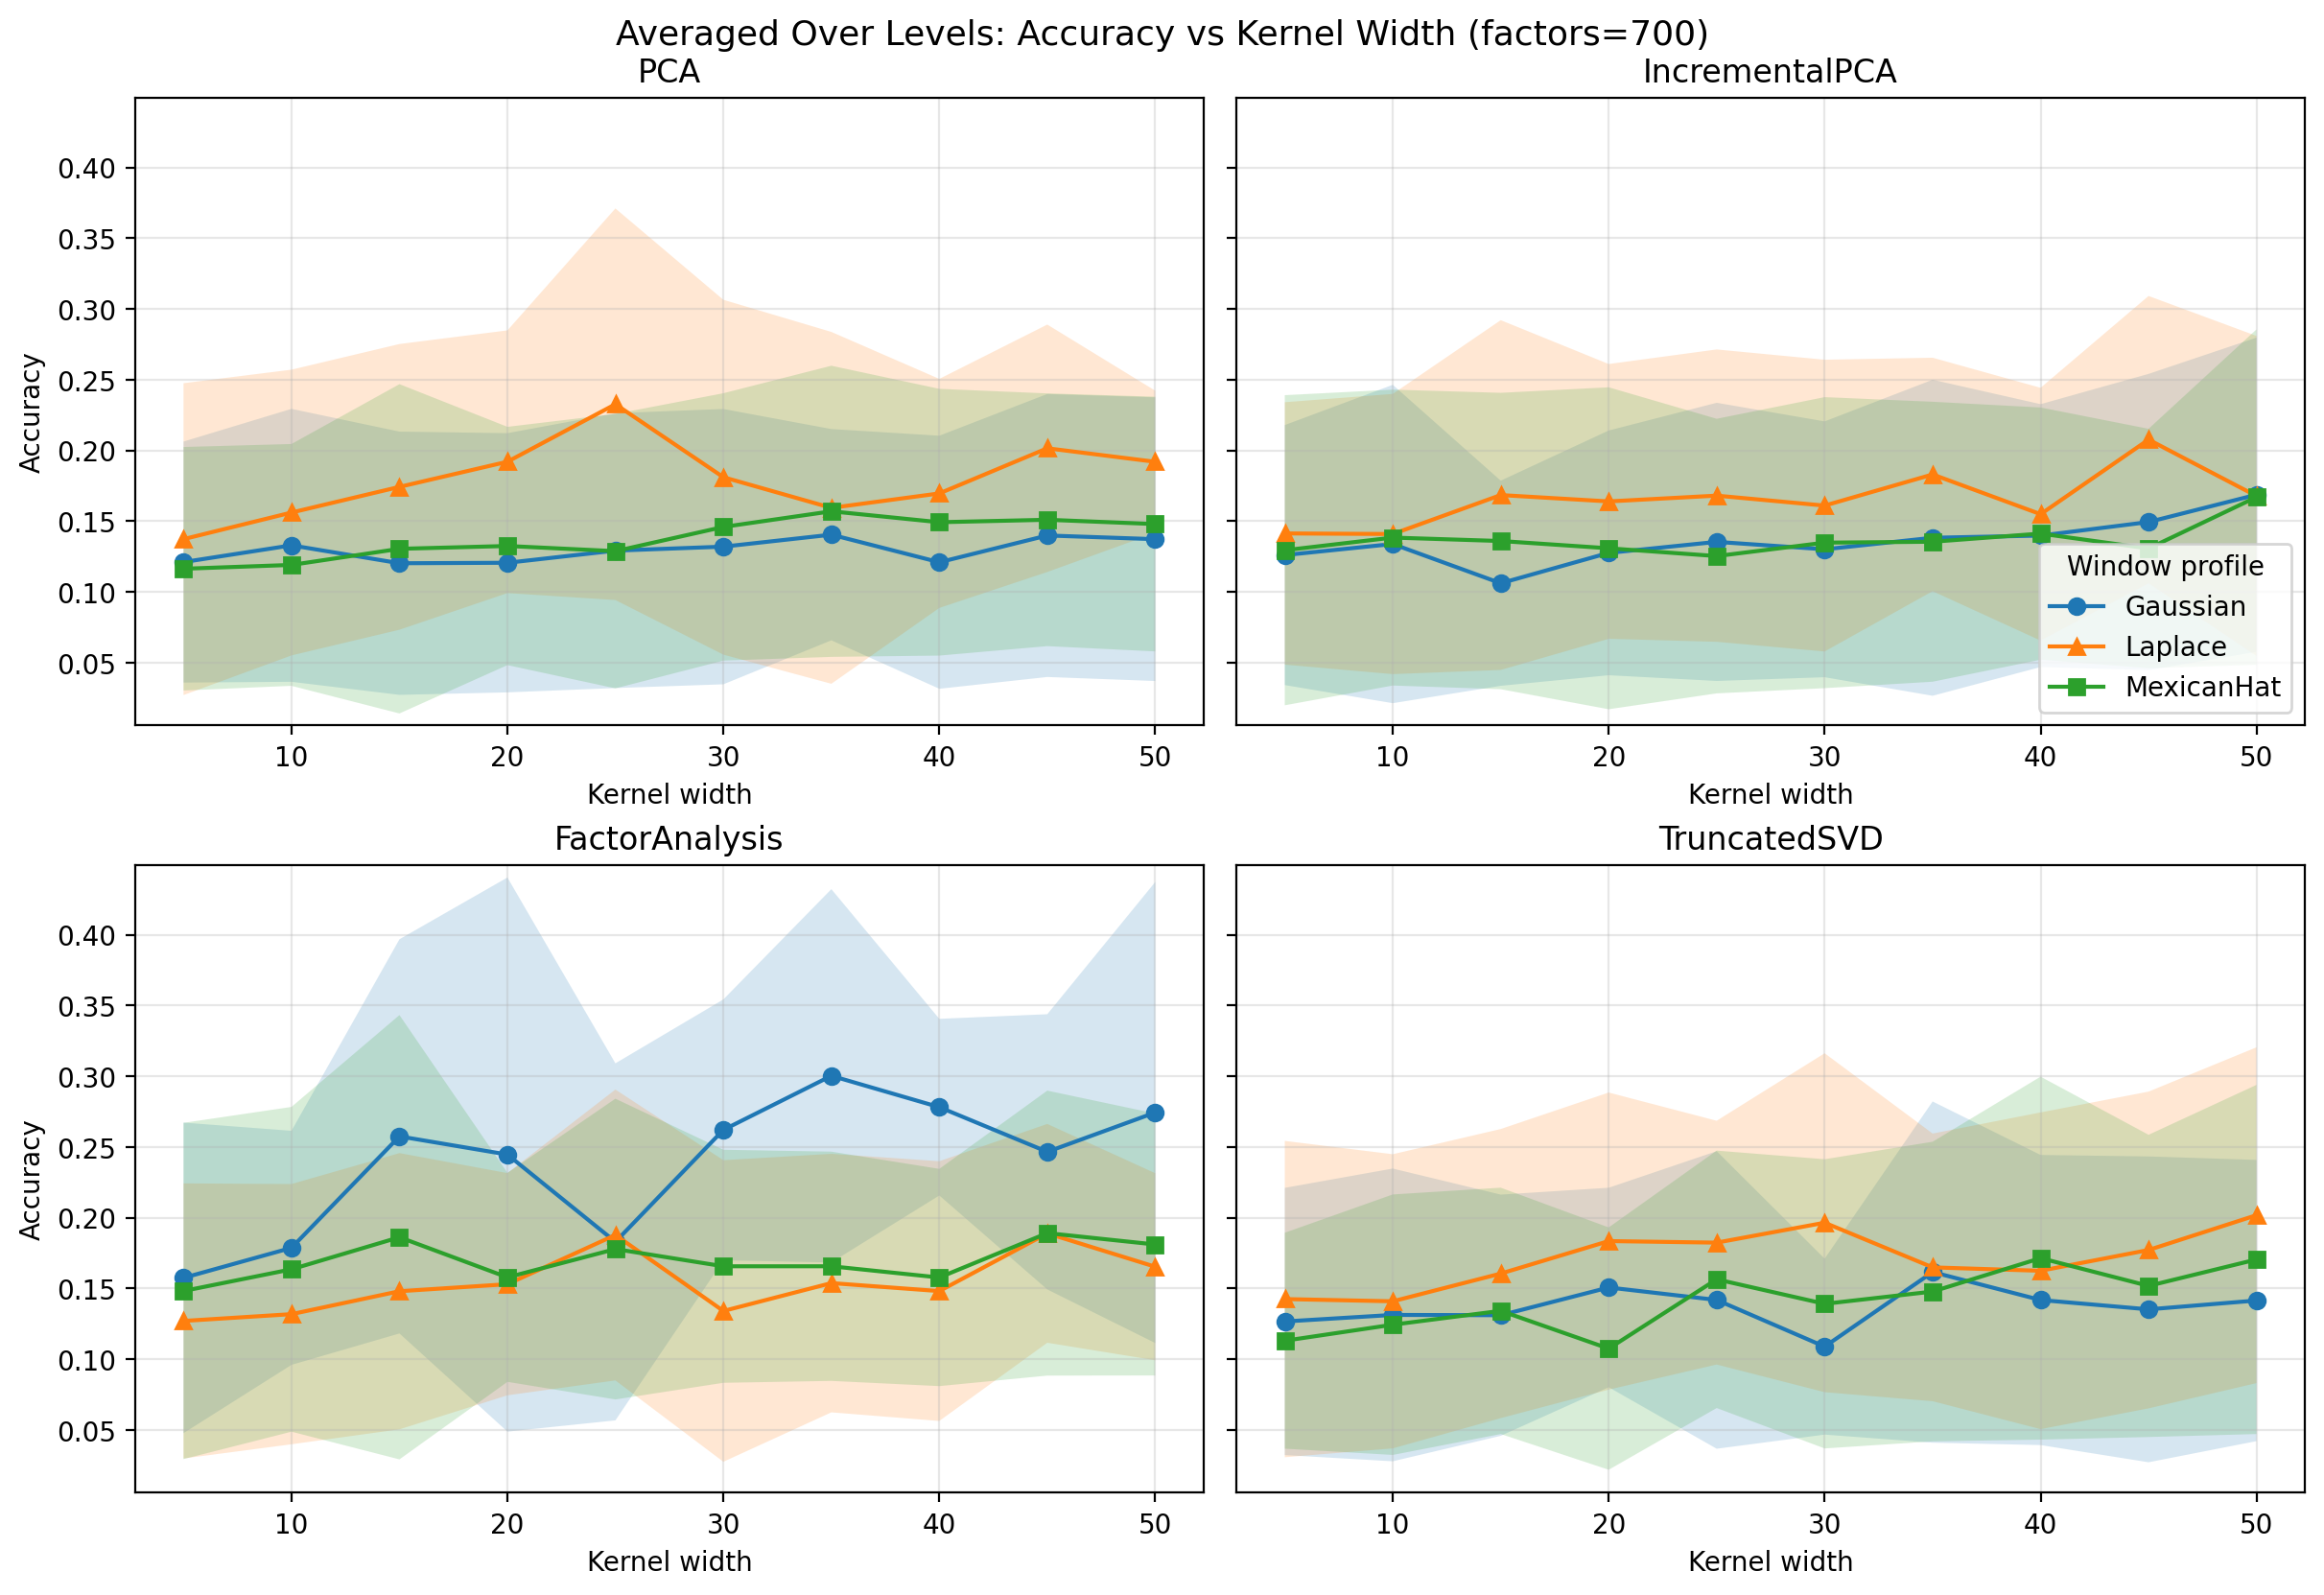 Averaged Over Levels: Accuracy vs Kernel Width (factors=700)
PCA
IncrementalPCA
Accuracy
0.40
0.35
0.30
0.25
0.20
0.15
0.10
0.05
10 20 30 40 50
Kernel width
Window profile
Gaussian
Laplace
MexicanHat
10 20 30 40 50
Kernel width
FactorAnalysis
TruncatedSVD
Accuracy
0.40
0.35
0.30
0.25
0.20
0.15
0.10
0.05
10 20 30 40 50
Kernel width
10 20 30 40 50
Kernel width